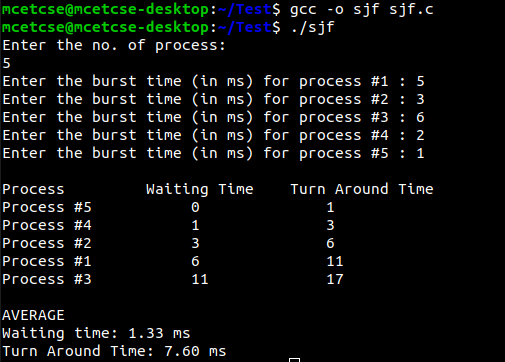 mcetcse@mcetcse-desktop:~/Test$ gcc -o sjf sjf.c
mcetcse@mcetcse-desktop:~/Test$ ./sjf
Enter the no. of process:
5
Enter the burst time (in ms) for process #1 : 5
Enter the burst time (in ms) for process #2 : 3
Enter the burst time (in ms) for process #3 : 6
Enter the burst time (in ms) for process #4 : 2
Enter the burst time (in ms) for process #5 : 1
Process Waiting Time Turn Around Time
Process #5 0 1
Process #4 1 3
Process #2 3 6
Process #1 6 11
Process #3 11 17
AVERAGE
Waiting time: 1.33 ms
Turn Around Time: 7.60 ms